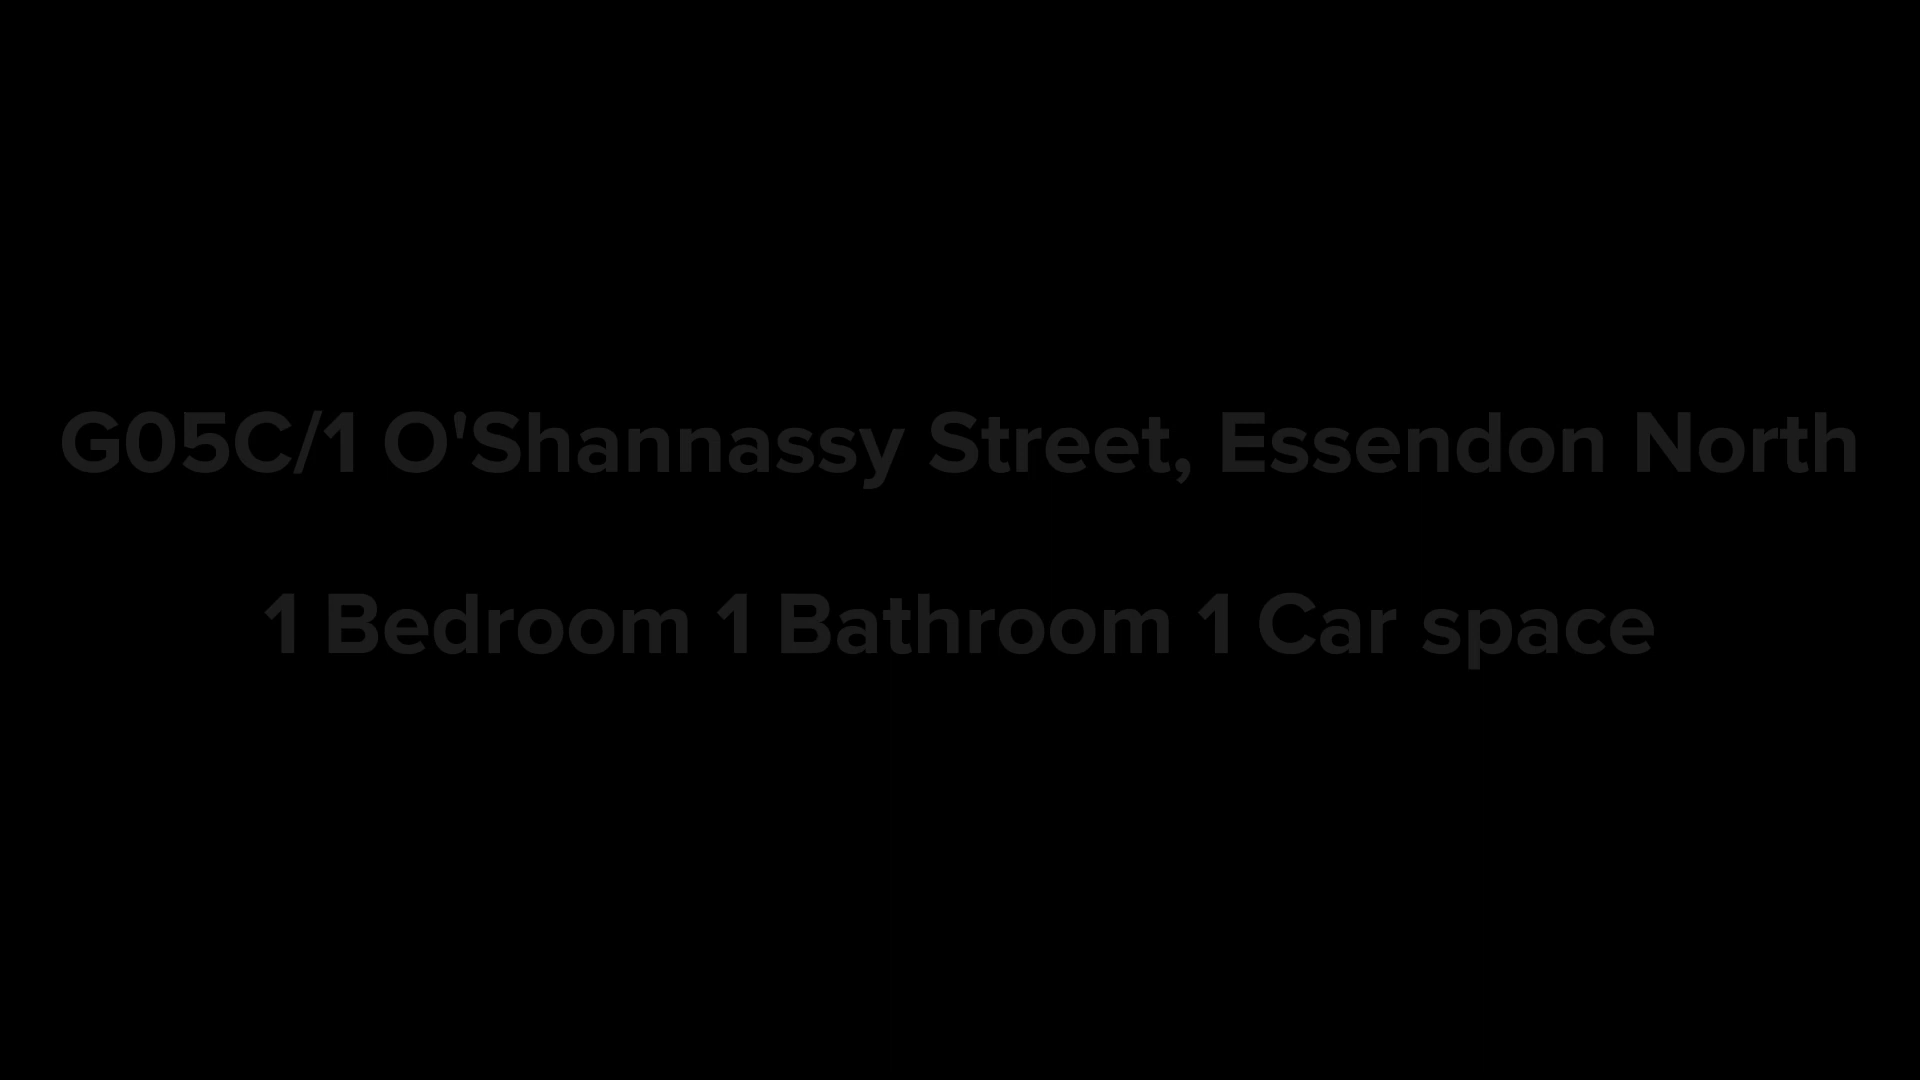 G05C/1 O'Shannassy Street, Essendon North
1 Bedroom 1 Bathroom 1 Car space